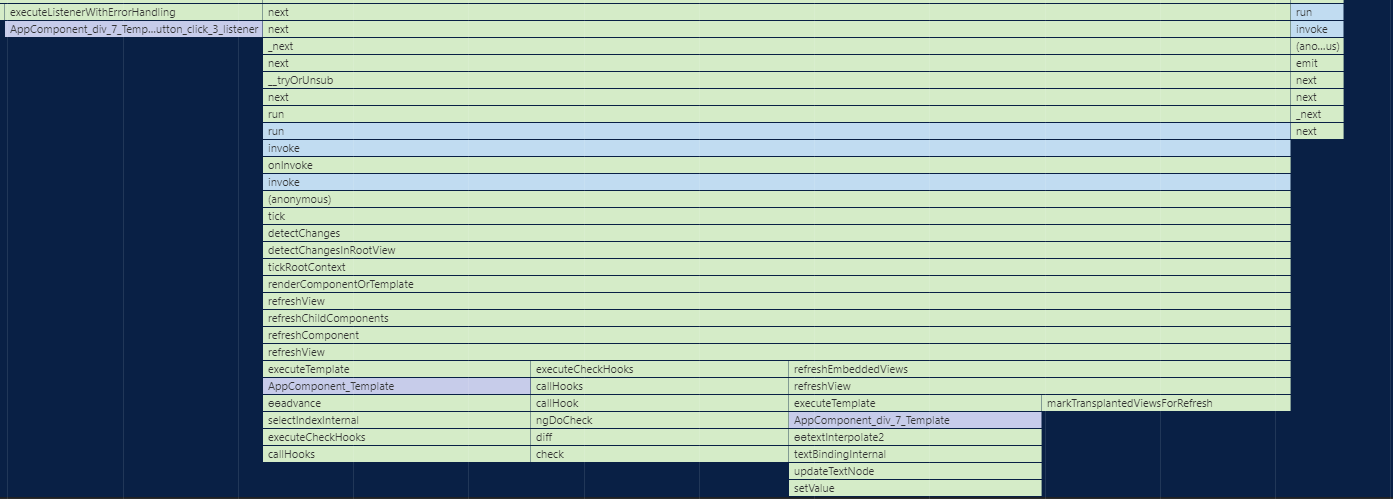 executeListenerWithErrorHandling next run
AppComponent_div_7_Temp...utton_click_3_listener next invoke
_next (ano...us)
next emit
__tryOrUnsub next
next next
run _next
run next
invoke
onInvoke
invoke
(anonymous)
tick
detectChanges
detectChangesInRootView
tickRootContext
renderComponentOrTemplate
refreshView
refreshChildComponents
refreshComponent
refreshView
executeTemplate executeCheckHooks refreshEmbeddedViews
AppComponent_Template callHooks refreshView
ɵɵadvance callHook executeTemplate markTransplantedViewsForRefresh
selectIndexInternal ngDoCheck AppComponent_div_7_Template
executeCheckHooks diff ɵɵtextInterpolate2
callHooks check textBindingInternal
updateTextNode
setValue